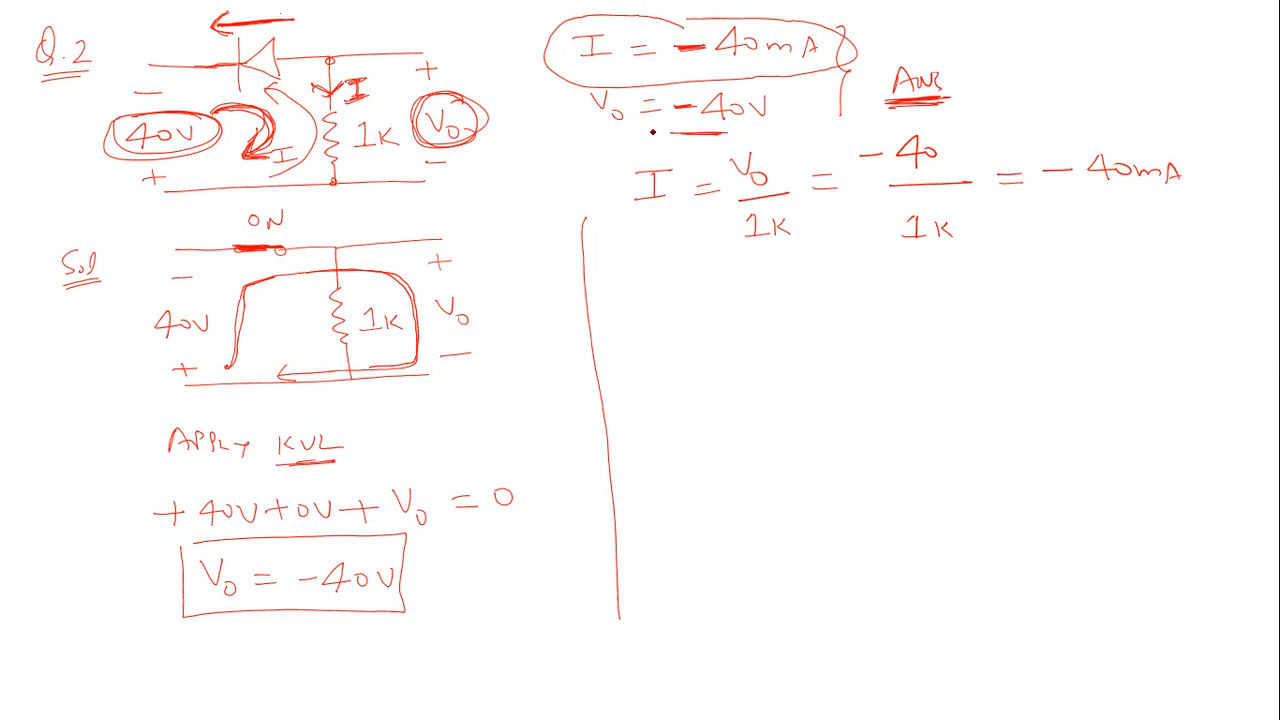 Q.2
−
40V
+
I
I
1K
+
V₀
−
Sol
ON
−
40V
+
1K
+
V₀
−
APPLY KVL
+ 40V + 0V + V₀ = 0
V₀ = −40V
I = −40mA
V₀ = −40V
Ans
I = V₀/1K = −40/1K = −40mA